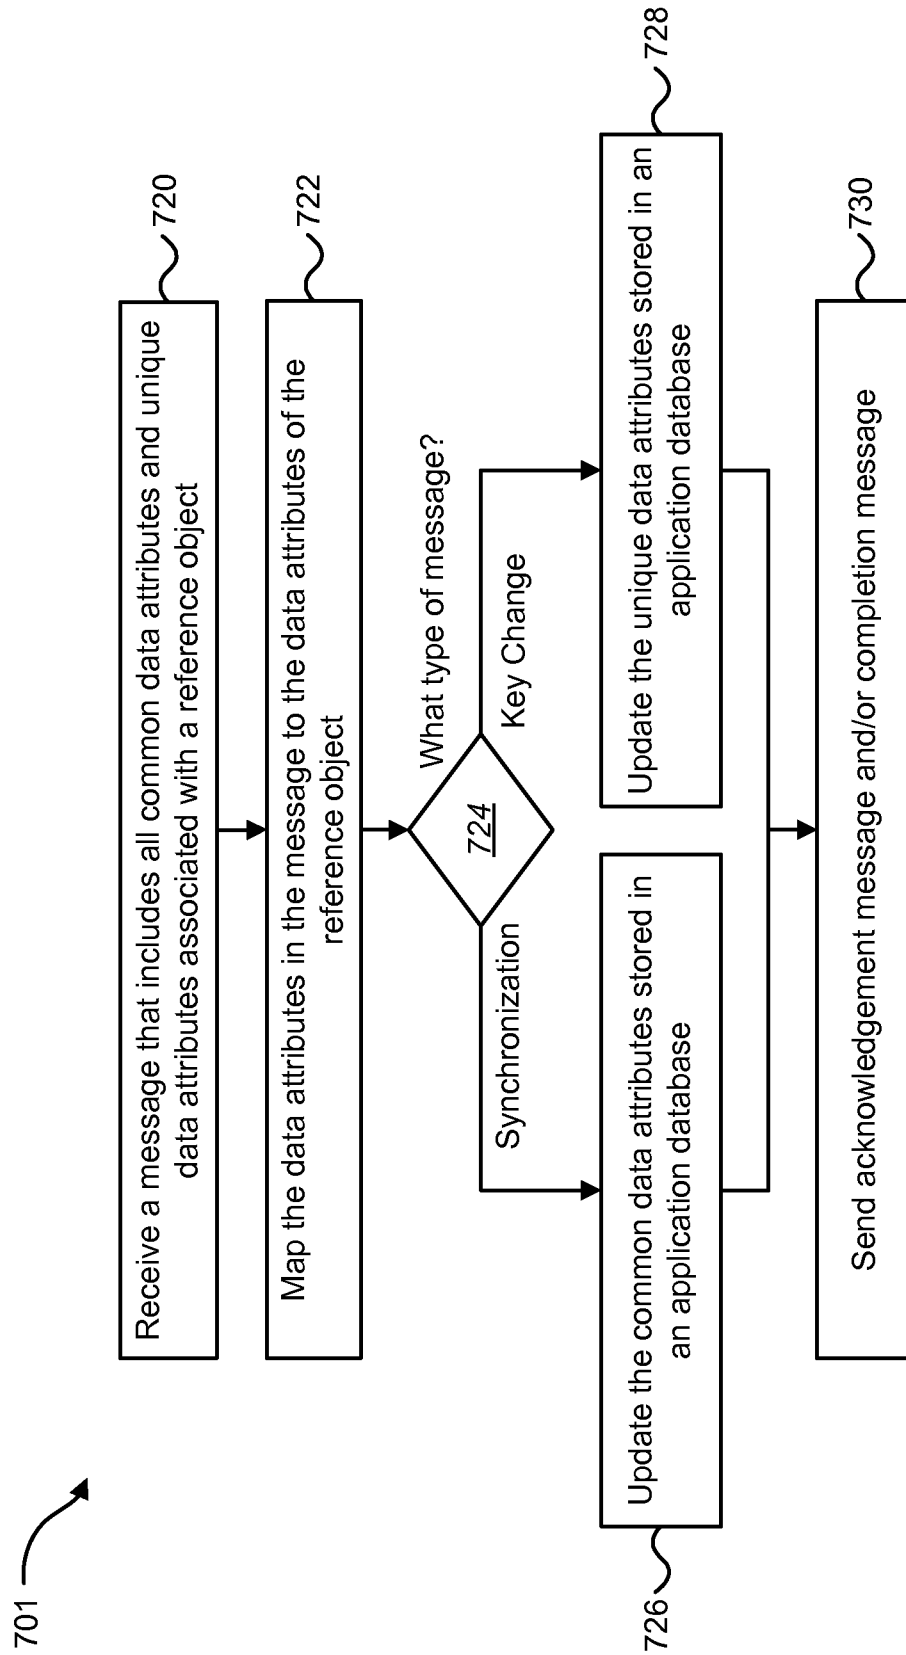 701
Receive a message that includes all common data attributes and unique
data attributes associated with a reference object
720
Map the data attributes in the message to the data attributes of the
reference object
722
What type of message?
724
Synchronization
Key Change
Update the common data attributes stored in
an application database
726
Update the unique data attributes stored in an
application database
728
Send acknowledgement message and/or completion message
730